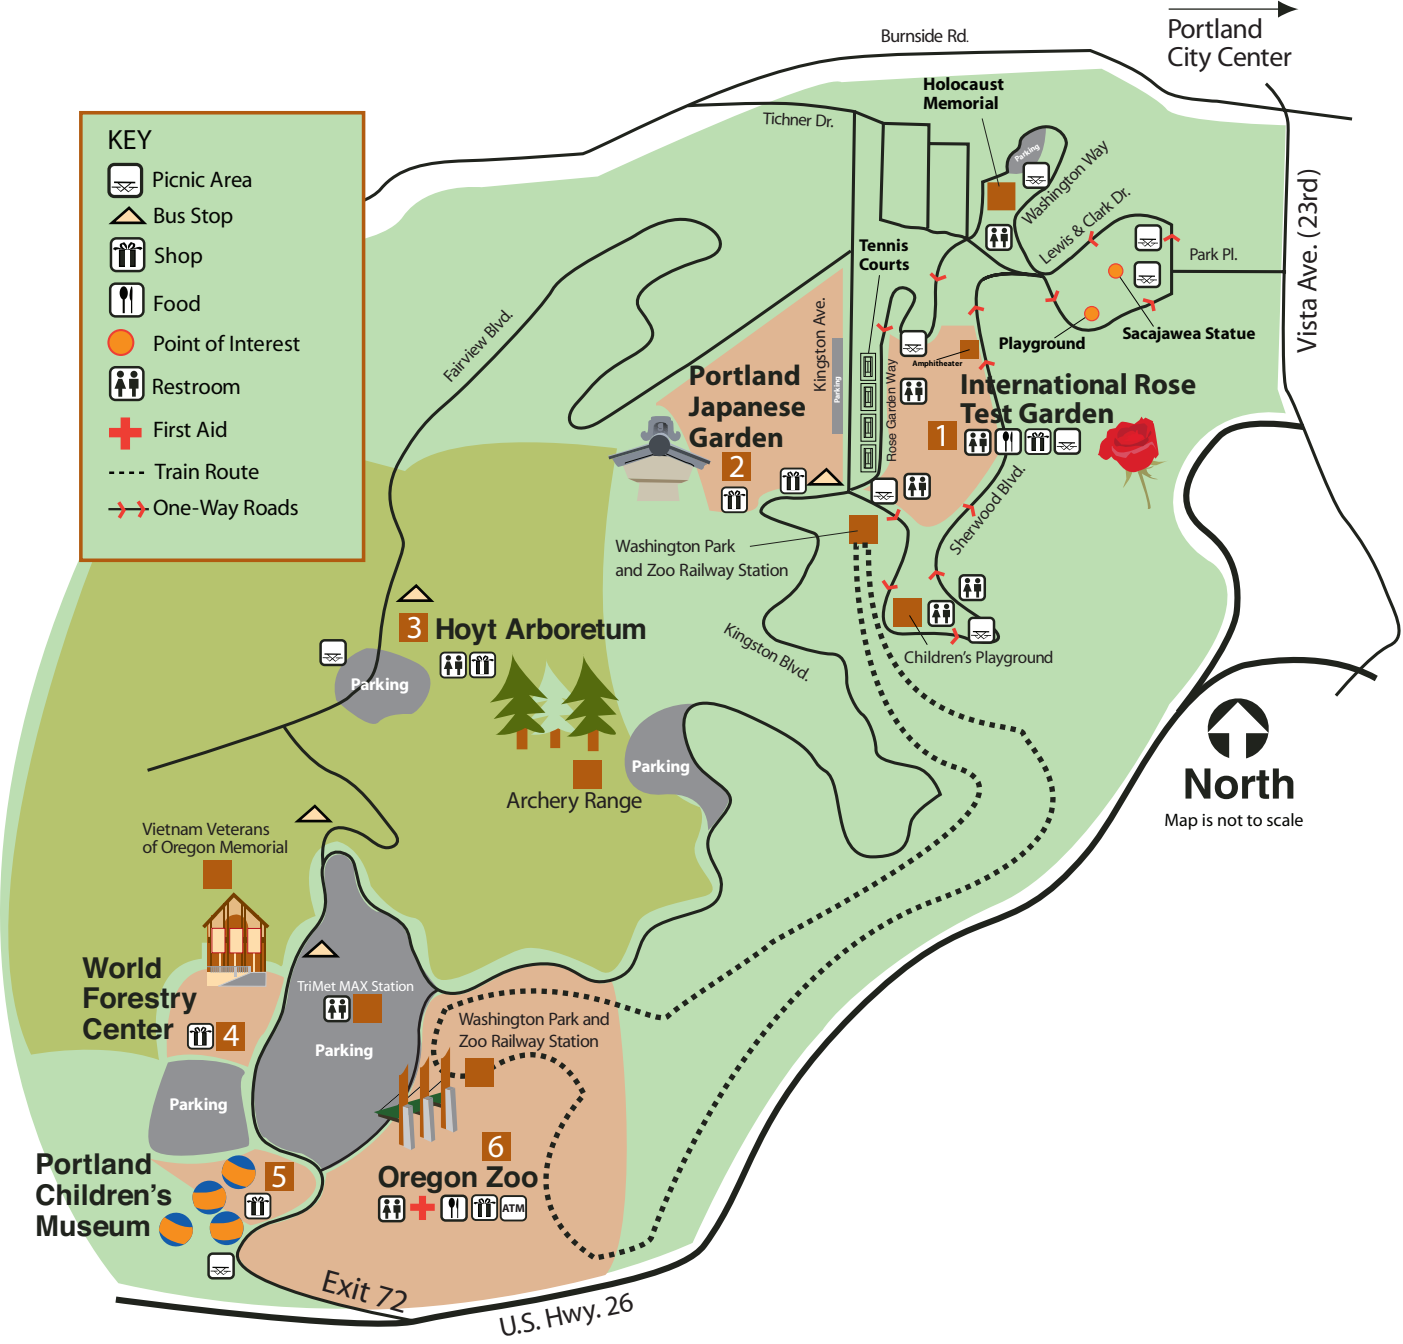 Portland
City Center
Burnside Rd.
Holocaust
Memorial
Tichner Dr.
Parking
Washington Way
Lewis & Clark Dr.
Park Pl.
Vista Ave. (23rd)
KEY
Picnic Area
Bus Stop
Shop
Food
Point of Interest
Restroom
First Aid
Train Route
One-Way Roads
Tennis
Courts
Fairview Blvd.
Kingston Ave.
Parking
Rose Garden Way
Playground
Sacajawea Statue
Amphitheater
Portland
Japanese
Garden
2
International Rose
Test Garden
1
Sherwood Blvd.
Washington Park
and Zoo Railway Station
Kingston Blvd.
Children's Playground
3 Hoyt Arboretum
Parking
Parking
Archery Range
North
Map is not to scale
Vietnam Veterans
of Oregon Memorial
World
Forestry
Center
4
TriMet MAX Station
Parking
Washington Park and
Zoo Railway Station
Parking
Portland
Children's
Museum
5
6
Oregon Zoo
ATM
Exit 72
U.S. Hwy. 26